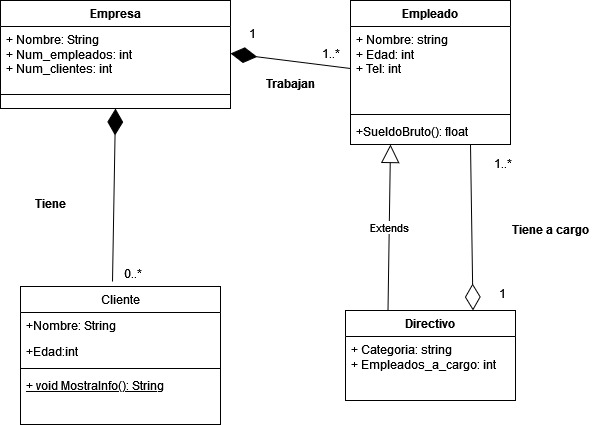 Empresa
+ Nombre: String
+ Num_empleados: int
+ Num_clientes: int
1
1..*
Trabajan
Empleado
+ Nombre: string
+ Edad: int
+ Tel: int
+SueldoBruto(): float
Tiene
0..*
Extends
1..*
Tiene a cargo
1
Cliente
+Nombre: String
+Edad:int
+ void MostraInfo(): String
Directivo
+ Categoria: string
+ Empleados_a_cargo: int